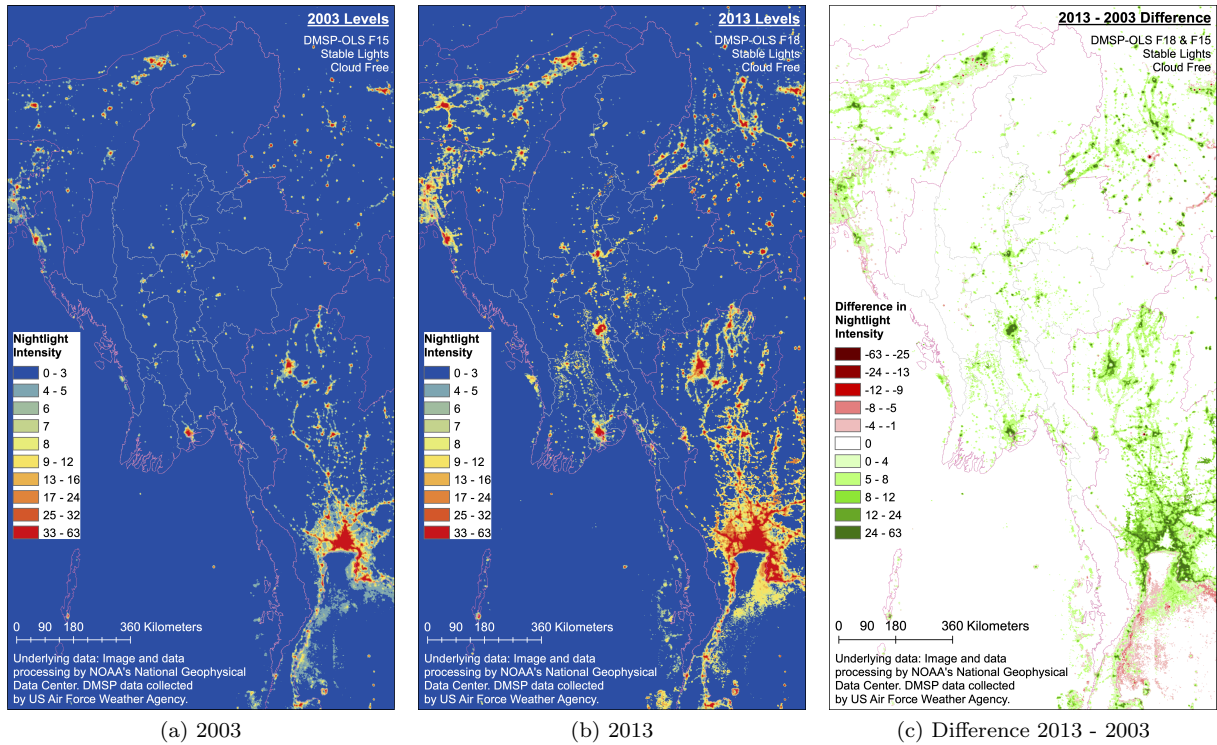 2003 Levels
DMSP-OLS F15
Stable Lights
Cloud Free
Nightlight
Intensity
0 - 3
4 - 5
6
7
8
9 - 12
13 - 16
17 - 24
25 - 32
33 - 63
0 90 180 360 Kilometers
Underlying data: Image and data
processing by NOAA's National Geophysical
Data Center. DMSP data collected
by US Air Force Weather Agency.
(a) 2003
2013 Levels
DMSP-OLS F18
Stable Lights
Cloud Free
Nightlight
Intensity
0 - 3
4 - 5
6
7
8
9 - 12
13 - 16
17 - 24
25 - 32
33 - 63
0 90 180 360 Kilometers
Underlying data: Image and data
processing by NOAA's National Geophysical
Data Center. DMSP data collected
by US Air Force Weather Agency.
(b) 2013
2013 - 2003 Difference
DMSP-OLS F18 & F15
Stable Lights
Cloud Free
Difference in
Nightlight
Intensity
-63 - -25
-24 - -13
-12 - -9
-8 - -5
-4 - -1
0
0 - 4
5 - 8
8 - 12
12 - 24
24 - 63
0 90 180 360 Kilometers
Underlying data: Image and data
processing by NOAA's National Geophysical
Data Center. DMSP data collected
by US Air Force Weather Agency.
(c) Difference 2013 - 2003